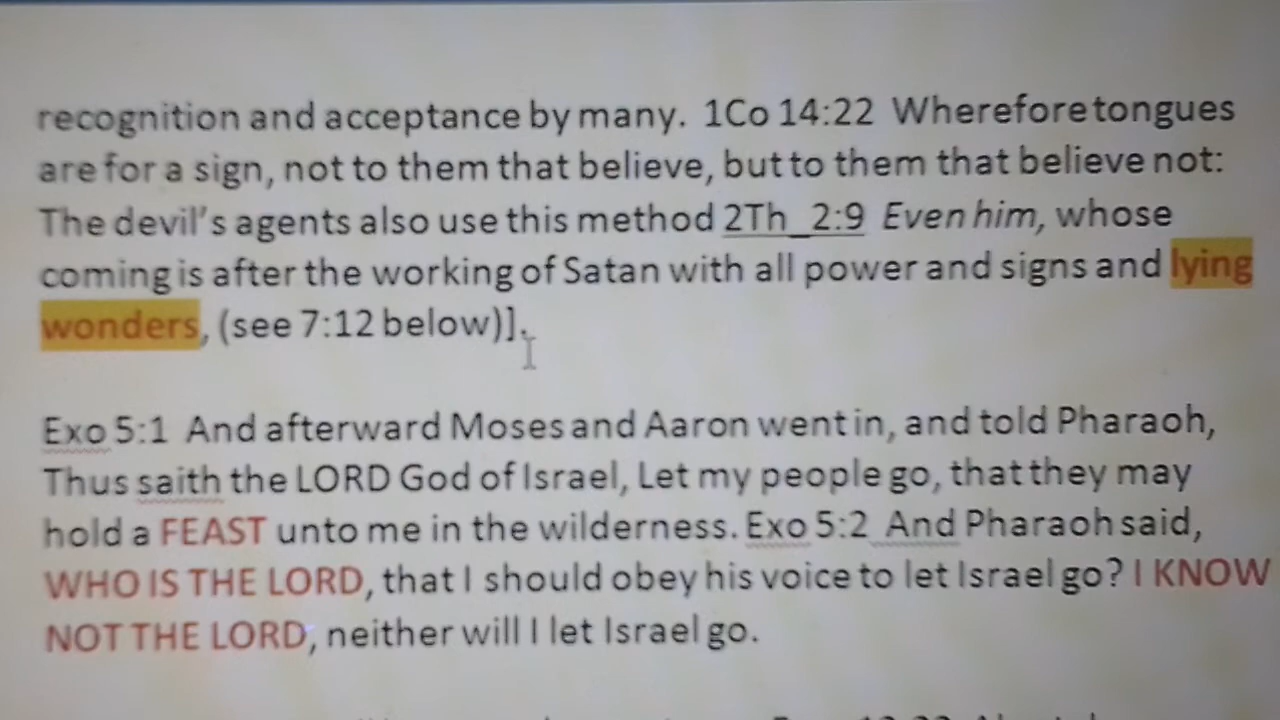 recognition and acceptance by many. 1Co 14:22 Wherefore tongues
are for a sign, not to them that believe, but to them that believe not:
The devil's agents also use this method 2Th_2:9 Even him, whose
coming is after the working of Satan with all power and signs and lying
wonders, (see 7:12 below)].
Exo 5:1 And afterward Moses and Aaron went in, and told Pharaoh,
Thus saith the LORD God of Israel, Let my people go, that they may
hold a FEAST unto me in the wilderness. Exo 5:2 And Pharaoh said,
WHO IS THE LORD, that I should obey his voice to let Israel go? I KNOW
NOT THE LORD, neither will I let Israel go.